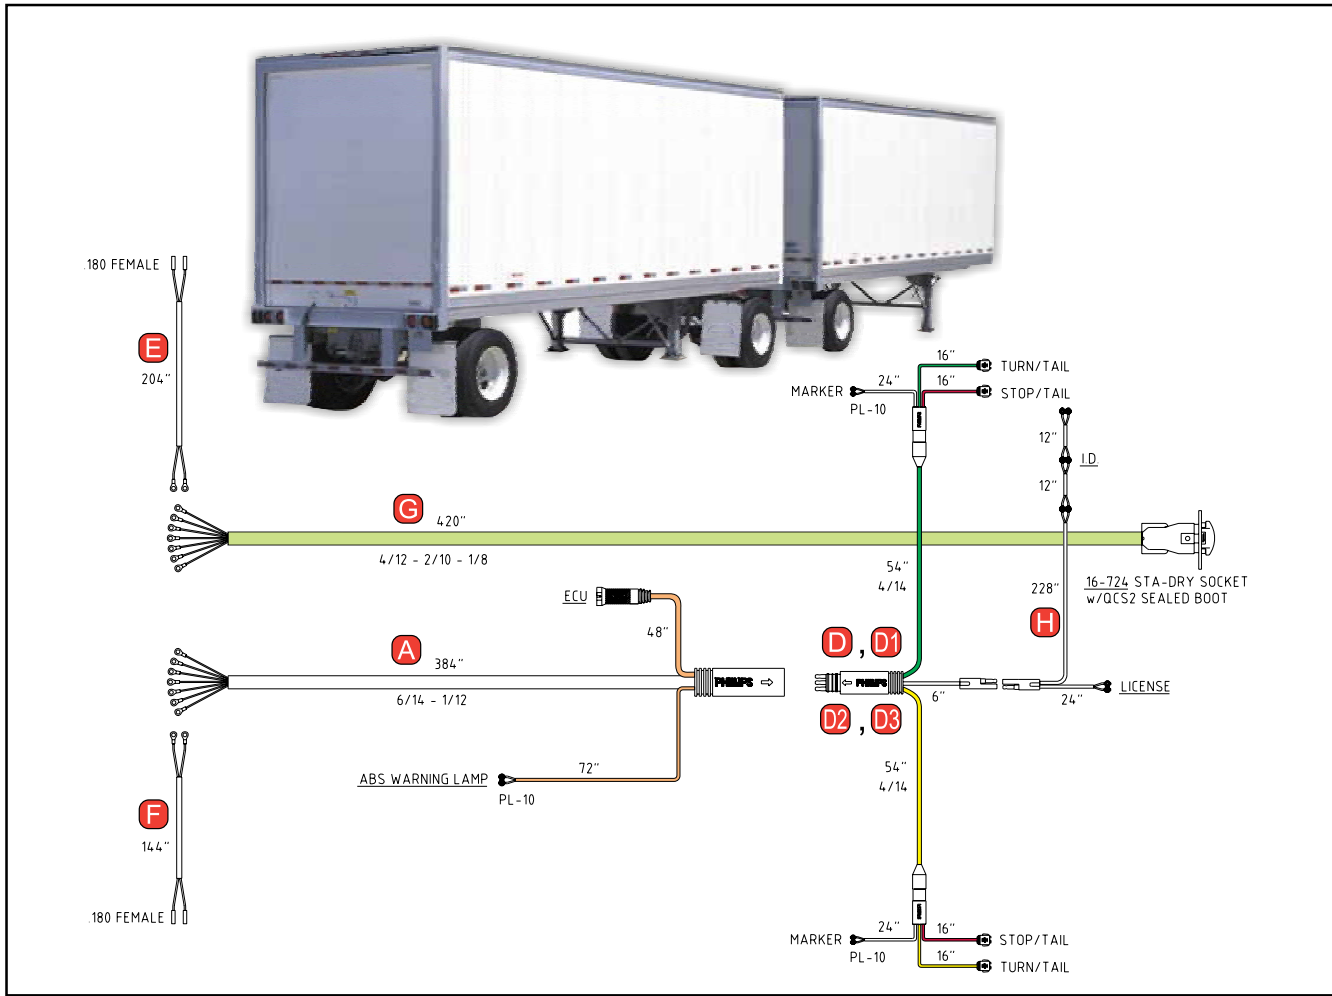 .180 FEMALE
E
204"
16"
TURN/TAIL
24"
16"
MARKER
STOP/TAIL
PL-10
12"
I.D.
12"
G
420"
4/12 - 2/10 - 1/8
54"
4/14
16-724 STA-DRY SOCKET
W/QCS2 SEALED BOOT
228"
H
ECU
48"
A
384"
6/14 - 1/12
PHILLIPS
D , D1
PHILLIPS
6"
24"
LICENSE
D2 , D3
ABS WARNING LAMP
72"
PL-10
54"
4/14
F
144"
.180 FEMALE
24"
16"
MARKER
STOP/TAIL
PL-10
16"
TURN/TAIL